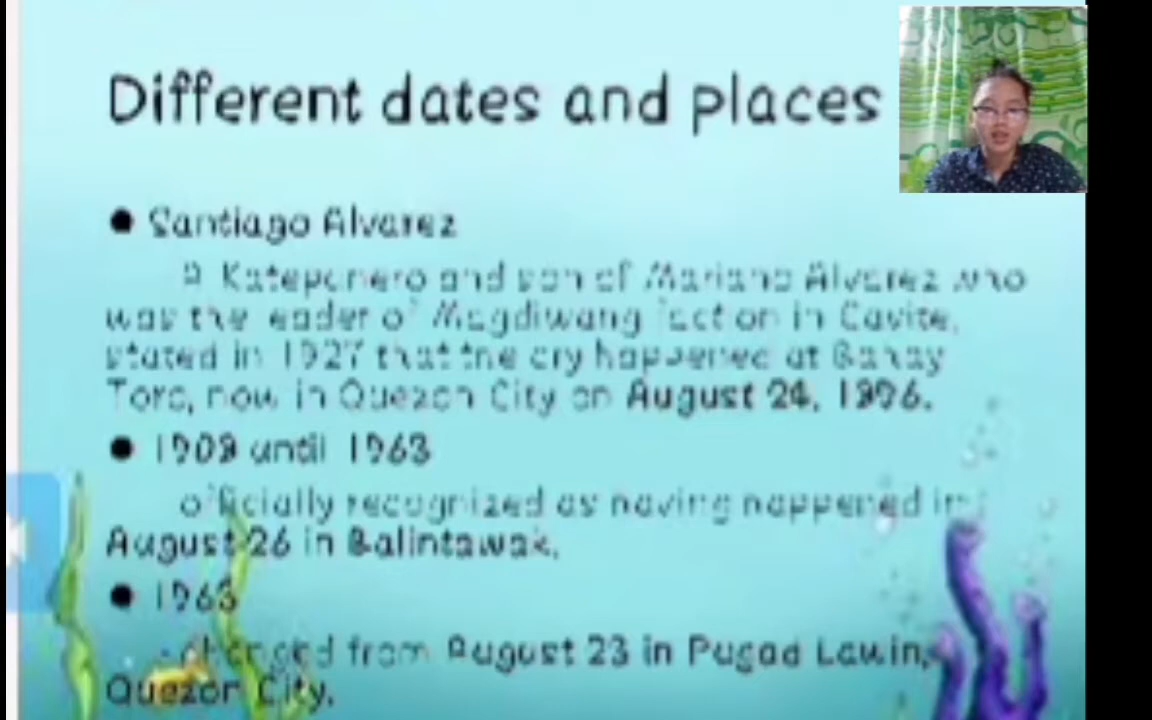 Different dates and places
● Santiago Alvarez
a Katepunero and son of Mariano Alvarez who
was the leader of Magdiwang faction in Cavite,
stated in 1927 that the cry happened at Bahay
Toro, now in Quezon City on August 24, 1896.
● 1908 until 1963
officially recognized as having happened in
August 26 in Balintawak.
● 1963
changed from August 23 in Pugad Lawin,
Quezon City.